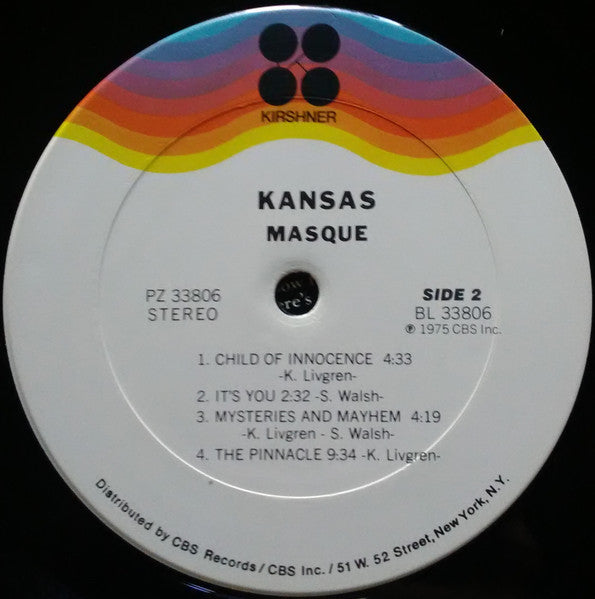 KIRSHNER
KANSAS
MASQUE
PZ 33806
STEREO
SIDE 2
BL 33806
℗ 1975 CBS Inc.
1. CHILD OF INNOCENCE 4:33
-K. Livgren-
2. IT'S YOU 2:32 -S. Walsh-
3. MYSTERIES AND MAYHEM 4:19
-K. Livgren - S. Walsh-
4. THE PINNACLE 9:34 -K. Livgren-
Distributed by CBS Records / CBS Inc. / 51 W. 52 Street, New York, N.Y.